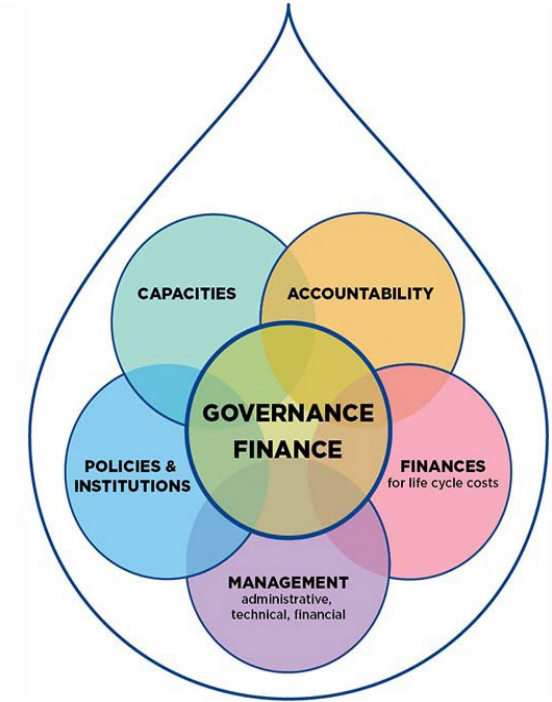 CAPACITIES
ACCOUNTABILITY
GOVERNANCE
FINANCE
POLICIES &
INSTITUTIONS
FINANCES
for life cycle costs
MANAGEMENT
administrative,
technical, financial